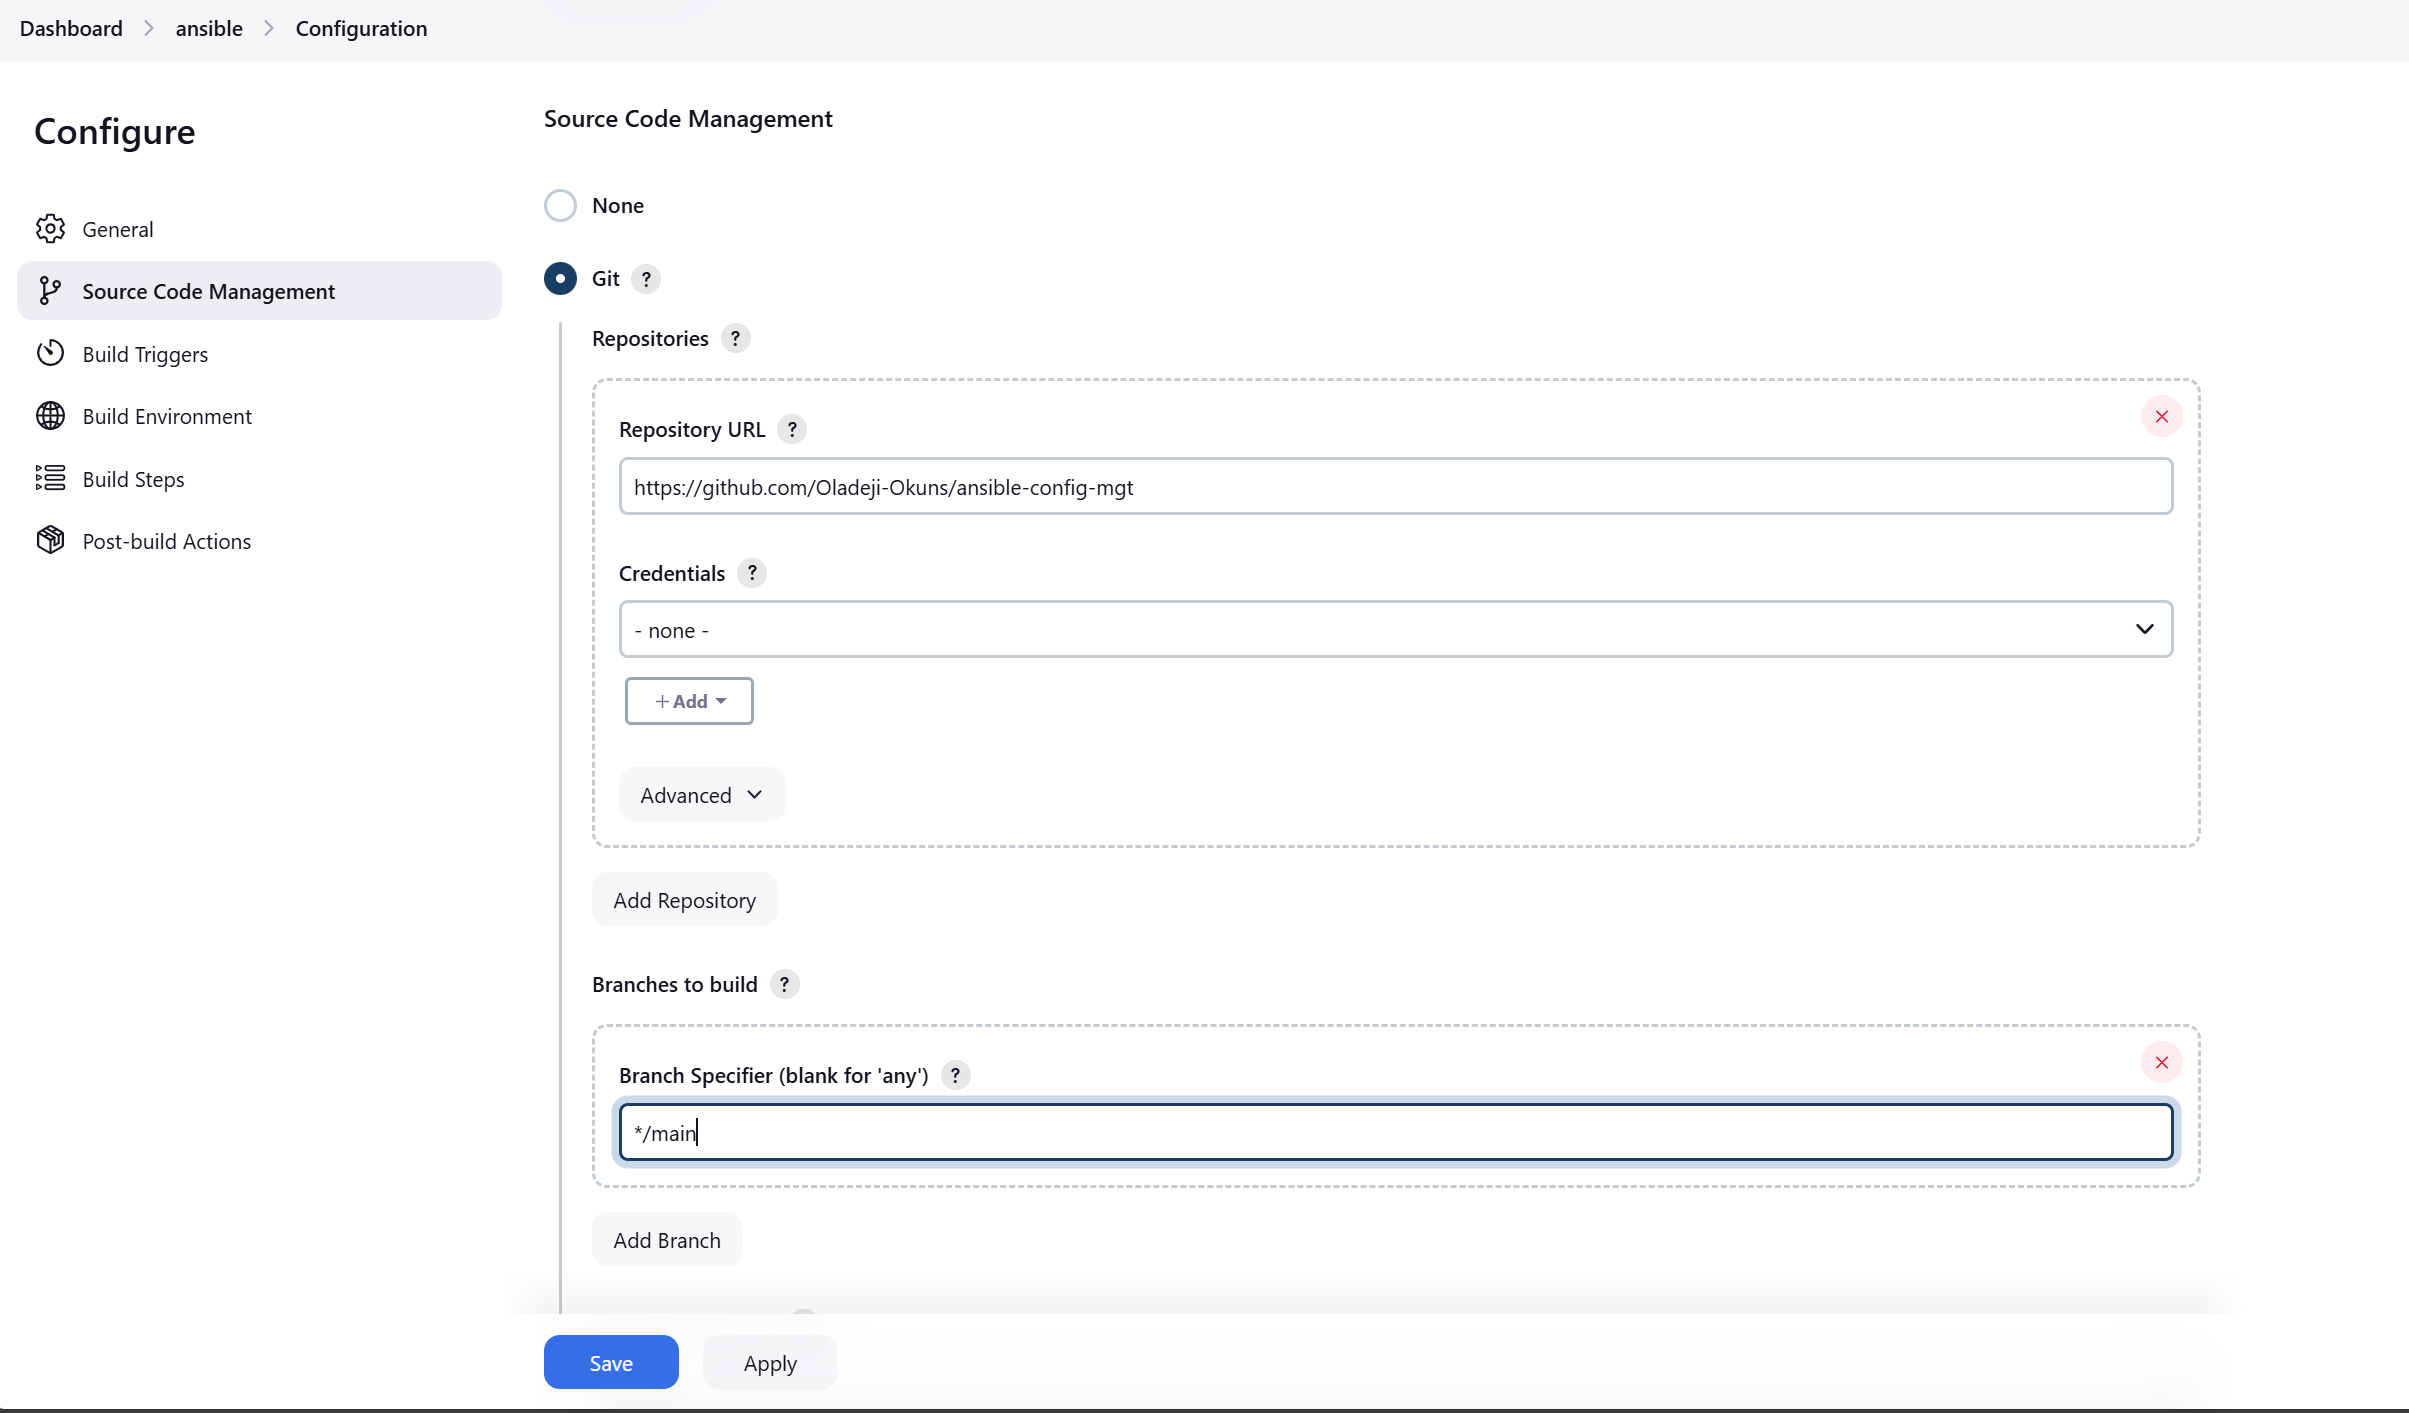 Dashboard > ansible > Configuration
Configure
General
Source Code Management
Build Triggers
Build Environment
Build Steps
Post-build Actions
Source Code Management
None
Git ?
Repositories ?
Repository URL ?
https://github.com/Oladeji-Okuns/ansible-config-mgt
Credentials ?
- none -
+ Add
Advanced
Add Repository
Branches to build ?
Branch Specifier (blank for 'any') ?
*/main
Add Branch
Save Apply